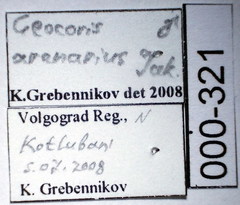 Geocoris ♂
arenarius Jak.
K.Grebennikov det 2008
Volgograd Reg., N
Kotluban
5.07.2008
K. Grebennikov
000-321